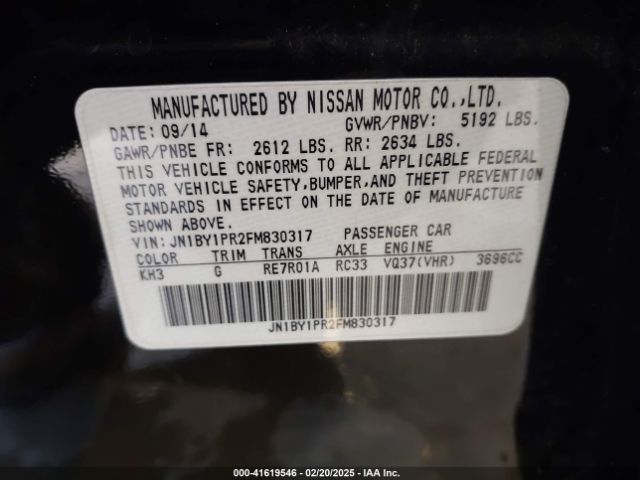 MANUFACTURED BY NISSAN MOTOR CO.,LTD.
DATE: 09/14 GVWR/PNBV: 5192 LBS.
GAWR/PNBE FR: 2612 LBS. RR: 2634 LBS.
THIS VEHICLE CONFORMS TO ALL APPLICABLE FEDERAL
MOTOR VEHICLE SAFETY, BUMPER, AND THEFT PREVENTION
STANDARDS IN EFFECT ON THE DATE OF MANUFACTURE
SHOWN ABOVE.
VIN: JN1BY1PR2FM830317 PASSENGER CAR
COLOR TRIM TRANS AXLE ENGINE
KH3 G RE7R01A RC33 VQ37(VHR) 3696CC
JN1BY1PR2FM830317
000-41619546 — 02/20/2025 — IAA Inc.